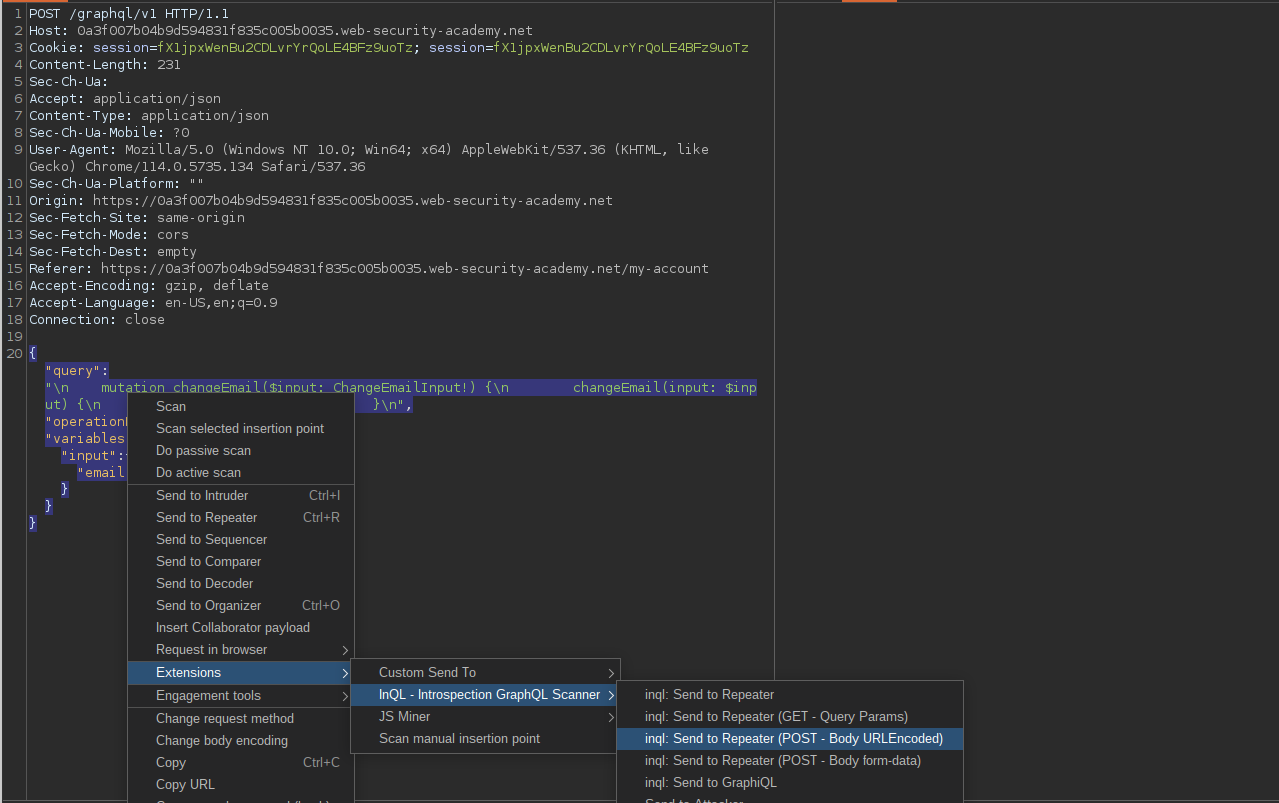 1 POST /graphql/v1 HTTP/1.1
2 Host: 0a3f007b04b9d594831f835c005b0035.web-security-academy.net
3 Cookie: session=fX1jpxWenBu2CDLvrYrQoLE4BFz9uoTz; session=fX1jpxWenBu2CDLvrYrQoLE4BFz9uoTz
4 Content-Length: 231
5 Sec-Ch-Ua:
6 Accept: application/json
7 Content-Type: application/json
8 Sec-Ch-Ua-Mobile: ?0
9 User-Agent: Mozilla/5.0 (Windows NT 10.0; Win64; x64) AppleWebKit/537.36 (KHTML, like
Gecko) Chrome/114.0.5735.134 Safari/537.36
10 Sec-Ch-Ua-Platform: ""
11 Origin: https://0a3f007b04b9d594831f835c005b0035.web-security-academy.net
12 Sec-Fetch-Site: same-origin
13 Sec-Fetch-Mode: cors
14 Sec-Fetch-Dest: empty
15 Referer: https://0a3f007b04b9d594831f835c005b0035.web-security-academy.net/my-account
16 Accept-Encoding: gzip, deflate
17 Accept-Language: en-US,en;q=0.9
18 Connection: close
19
20 {
"query":
"\n    mutation changeEmail($input: ChangeEmailInput!) {\n        changeEmail(input: $inp
ut) {\n }\n",
"operation
"variables
"input":
"email
}
}
}
Scan
Scan selected insertion point
Do passive scan
Do active scan
Send to Intruder Ctrl+I
Send to Repeater Ctrl+R
Send to Sequencer
Send to Comparer
Send to Decoder
Send to Organizer Ctrl+O
Insert Collaborator payload
Request in browser
Extensions
Engagement tools
Change request method
Change body encoding
Copy Ctrl+C
Copy URL
Custom Send To
InQL - Introspection GraphQL Scanner
JS Miner
Scan manual insertion point
inql: Send to Repeater
inql: Send to Repeater (GET - Query Params)
inql: Send to Repeater (POST - Body URLEncoded)
inql: Send to Repeater (POST - Body form-data)
inql: Send to GraphiQL